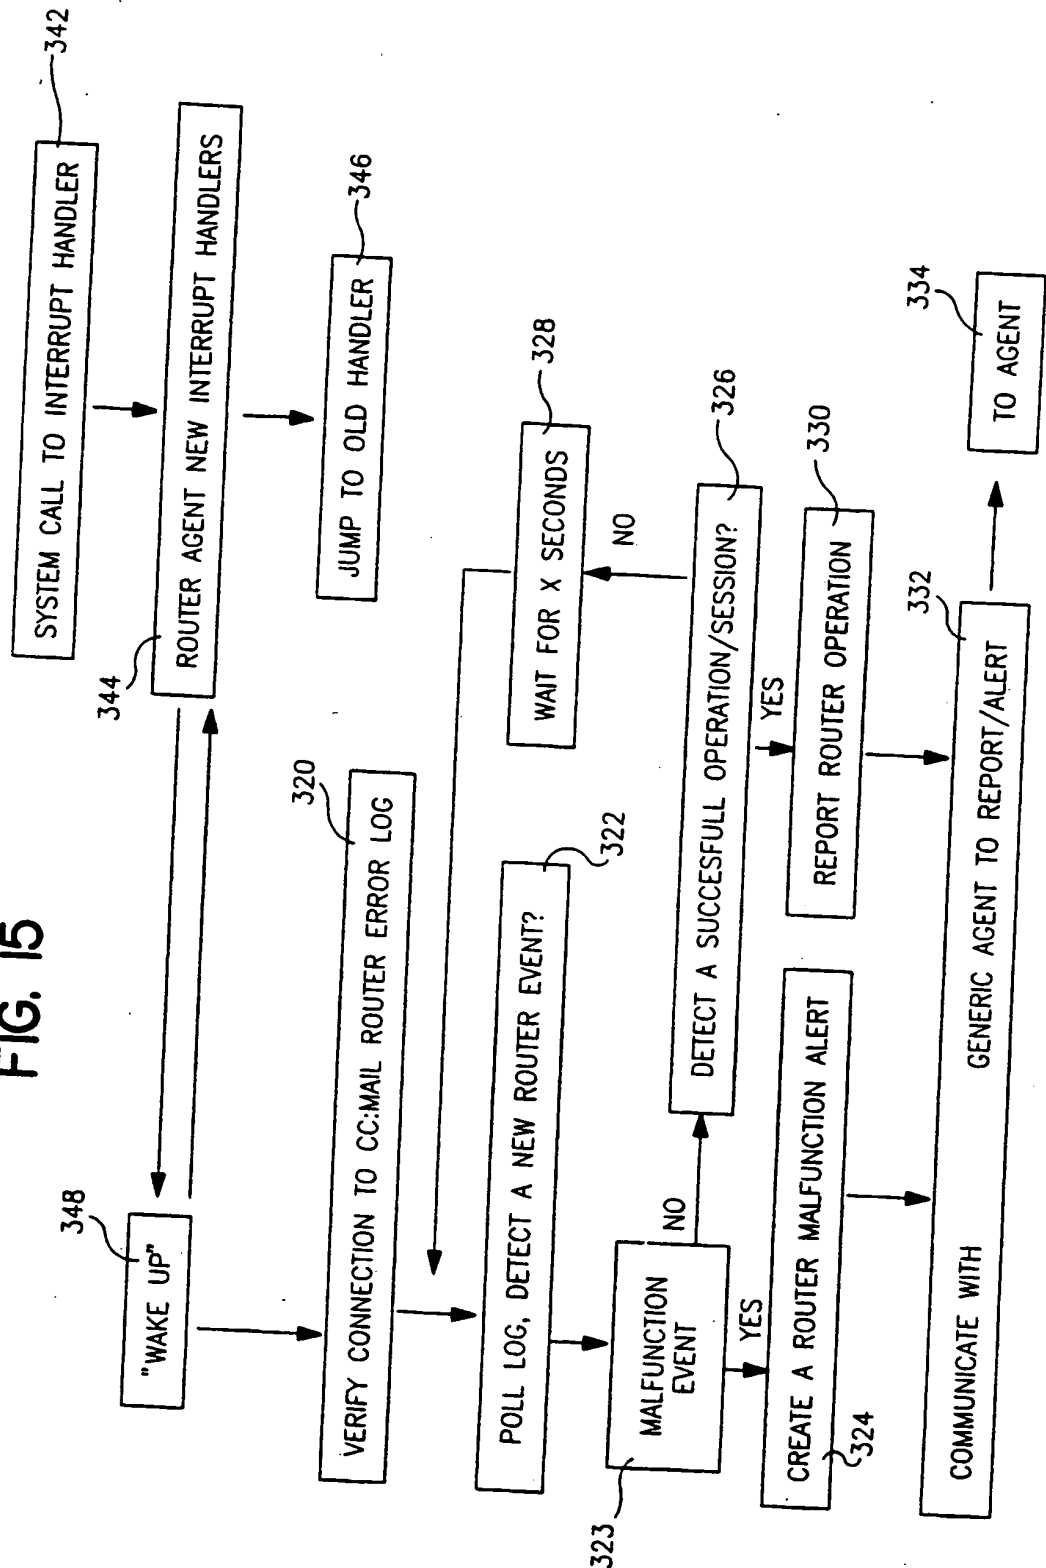 FIG. 15
342
SYSTEM CALL TO INTERRUPT HANDLER
344
ROUTER AGENT NEW INTERRUPT HANDLERS
346
JUMP TO OLD HANDLER
348
"WAKE UP"
320
VERIFY CONNECTION TO CC:MAIL ROUTER ERROR LOG
328
WAIT FOR X SECONDS
322
POLL LOG, DETECT A NEW ROUTER EVENT?
NO
323
MALFUNCTION
EVENT
NO
326
DETECT A SUCCESFULL OPERATION/SESSION?
YES
YES
324
CREATE A ROUTER MALFUNCTION ALERT
330
REPORT ROUTER OPERATION
332
COMMUNICATE WITH GENERIC AGENT TO REPORT/ALERT
334
TO AGENT